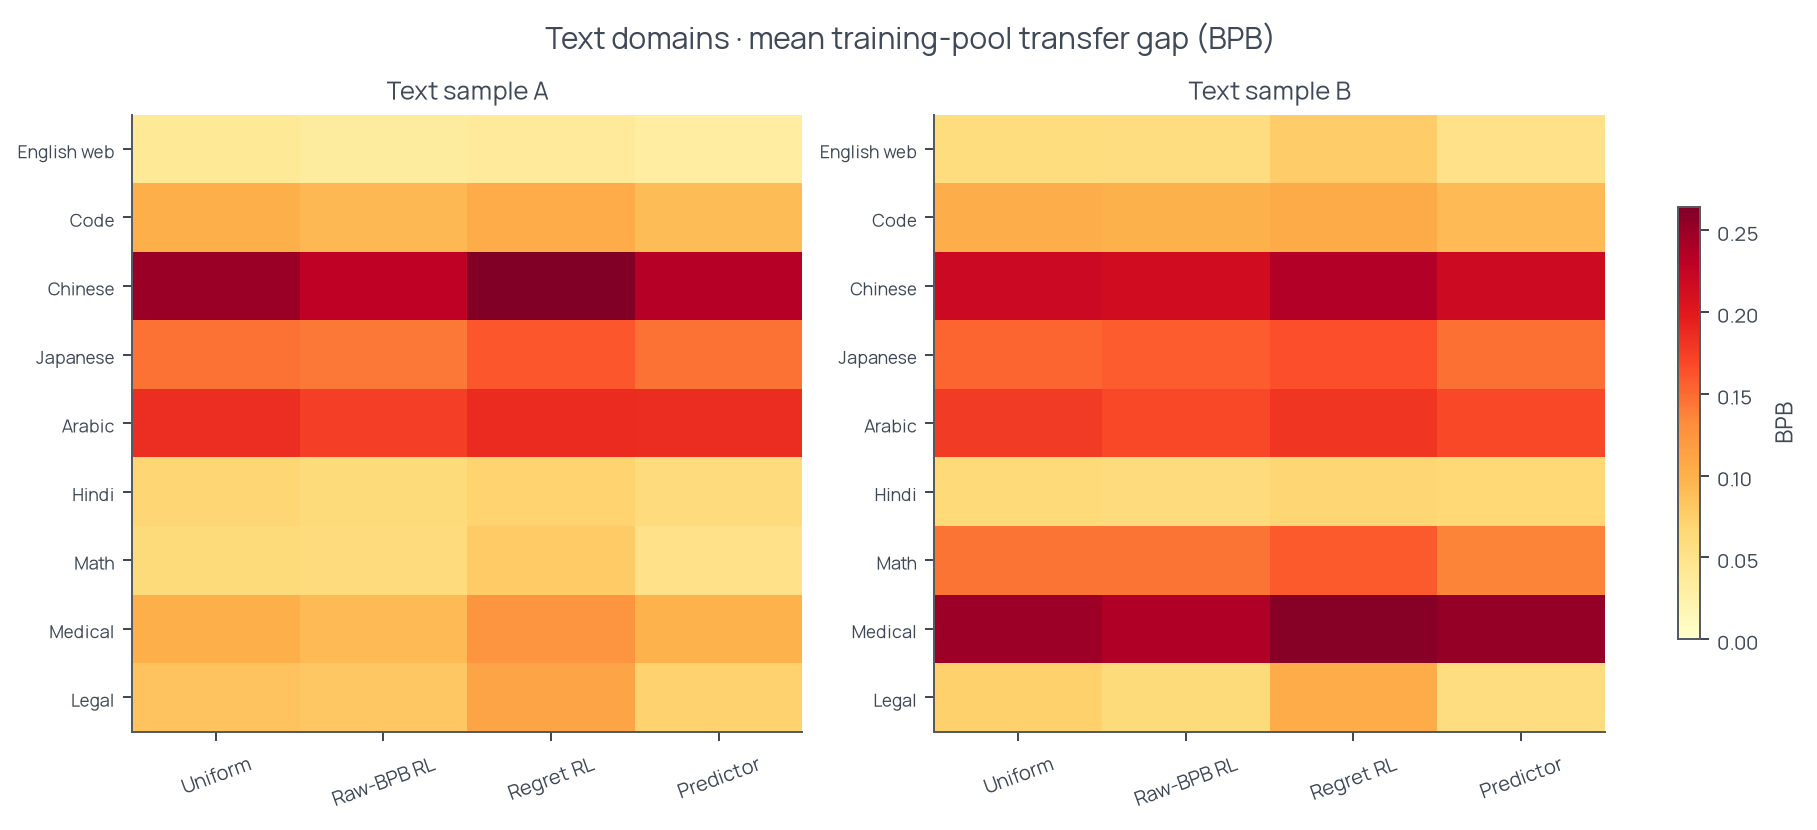 Text domains · mean training-pool transfer gap (BPB)
Text sample A
English web
Code
Chinese
Japanese
Arabic
Hindi
Math
Medical
Legal
Uniform
Raw-BPB RL
Regret RL
Predictor
Text sample B
English web
Code
Chinese
Japanese
Arabic
Hindi
Math
Medical
Legal
Uniform
Raw-BPB RL
Regret RL
Predictor
0.25
0.20
0.15
0.10
0.05
0.00
BPB